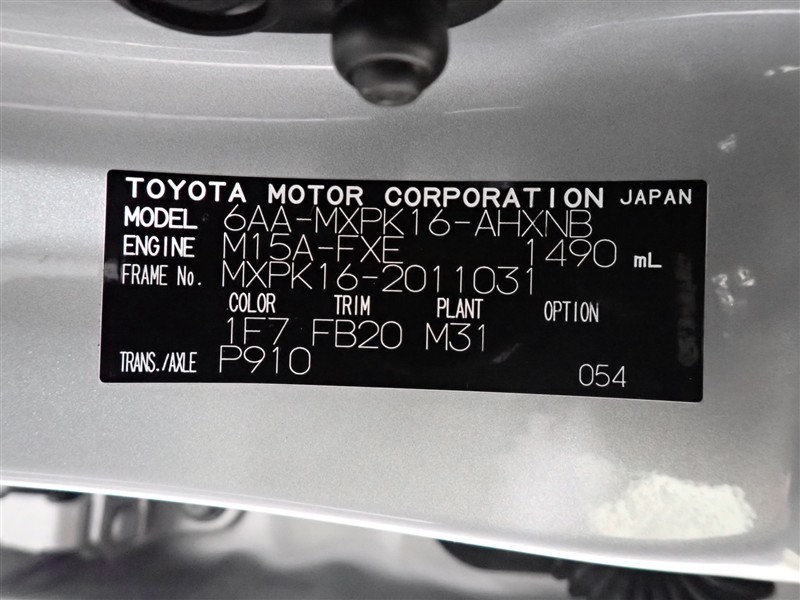 TOYOTA MOTOR CORPORATION JAPAN
MODEL 6AA-MXPK16-AHXNB
ENGINE M15A-FXE 1490 mL
FRAME No. MXPK16-2011031
COLOR TRIM PLANT OPTION
1F7 FB20 M31
TRANS./AXLE P910 054